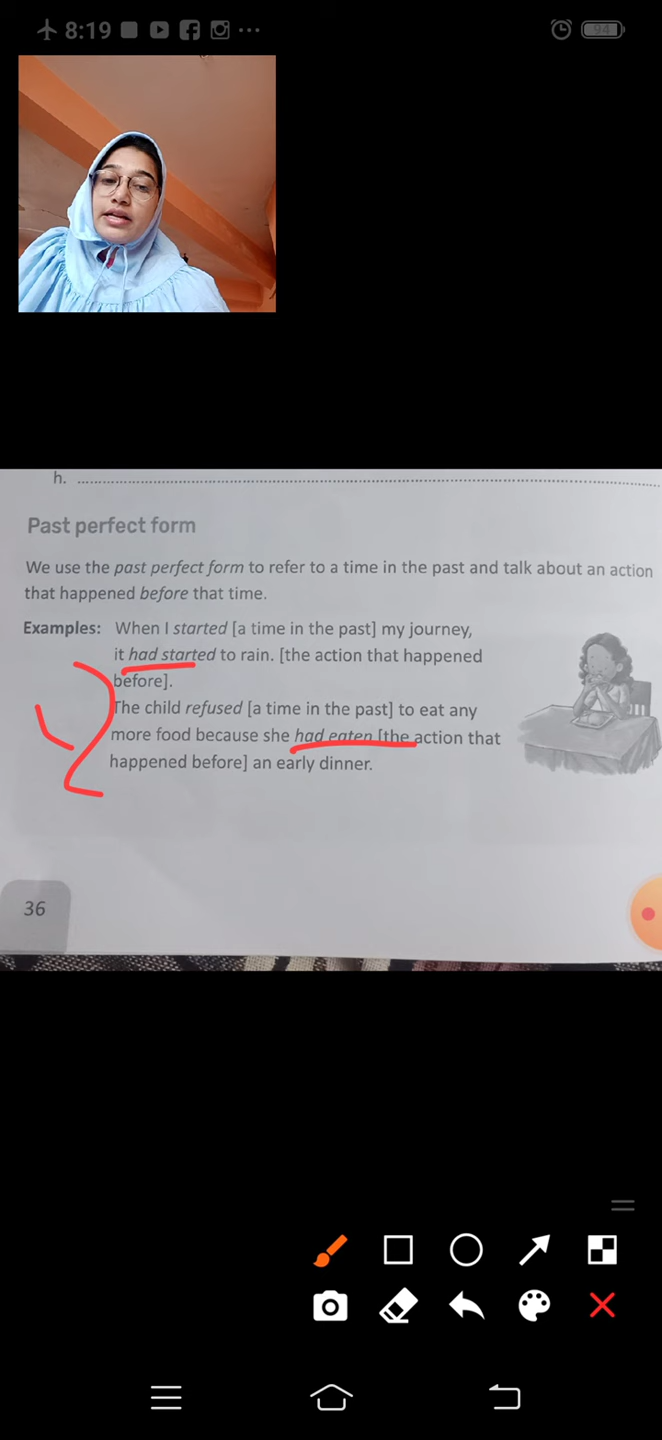 8:19
94
h. ........................................
Past perfect form
We use the past perfect form to refer to a time in the past and talk about an action
that happened before that time.
Examples: When I started [a time in the past] my journey,
it had started to rain. [the action that happened
before].
The child refused [a time in the past] to eat any
more food because she had eaten [the action that
happened before] an early dinner.
36